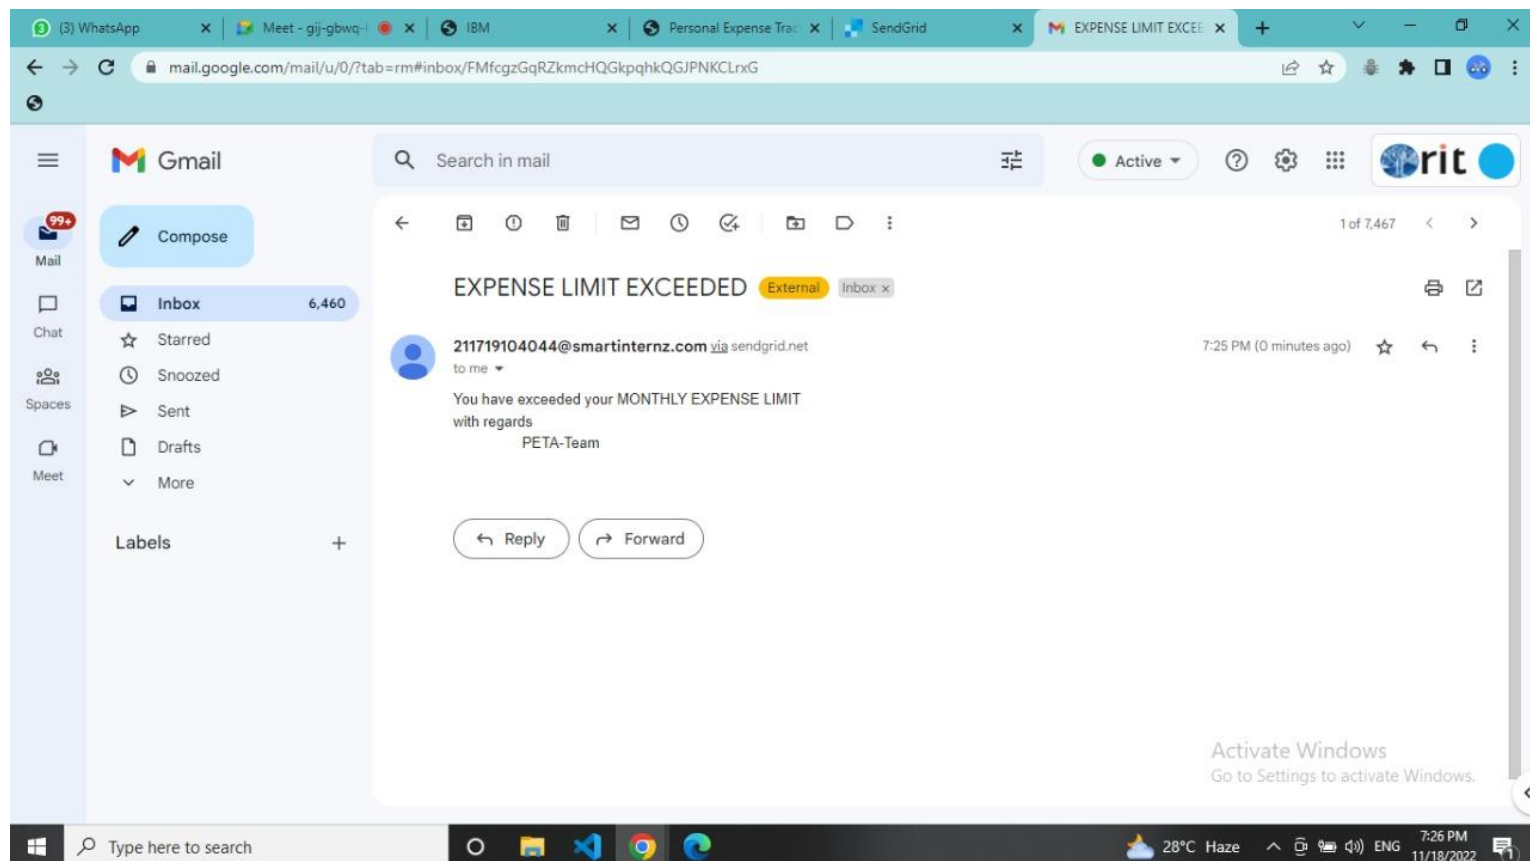 3 (3) WhatsApp
Meet - gij-gbwq-
IBM
Personal Expense Trac
SendGrid
EXPENSE LIMIT EXCEE
mail.google.com/mail/u/0/?tab=rm#inbox/FMfcgzGqRZkmcHQGkpqhkQGJPNKCLrxG
Gmail
Search in mail
Active
rit
99+
Mail
Compose
1 of 7,467
Inbox 6,460
EXPENSE LIMIT EXCEEDED External Inbox x
Chat
Starred
211719104044@smartinternz.com via sendgrid.net
7:25 PM (0 minutes ago)
to me
Snoozed
Spaces
You have exceeded your MONTHLY EXPENSE LIMIT
Sent
with regards
Drafts
PETA-Team
Meet
More
Labels
Reply
Forward
Activate Windows
Go to Settings to activate Windows.
Type here to search
28°C Haze
ENG
7:26 PM
11/18/2022
1